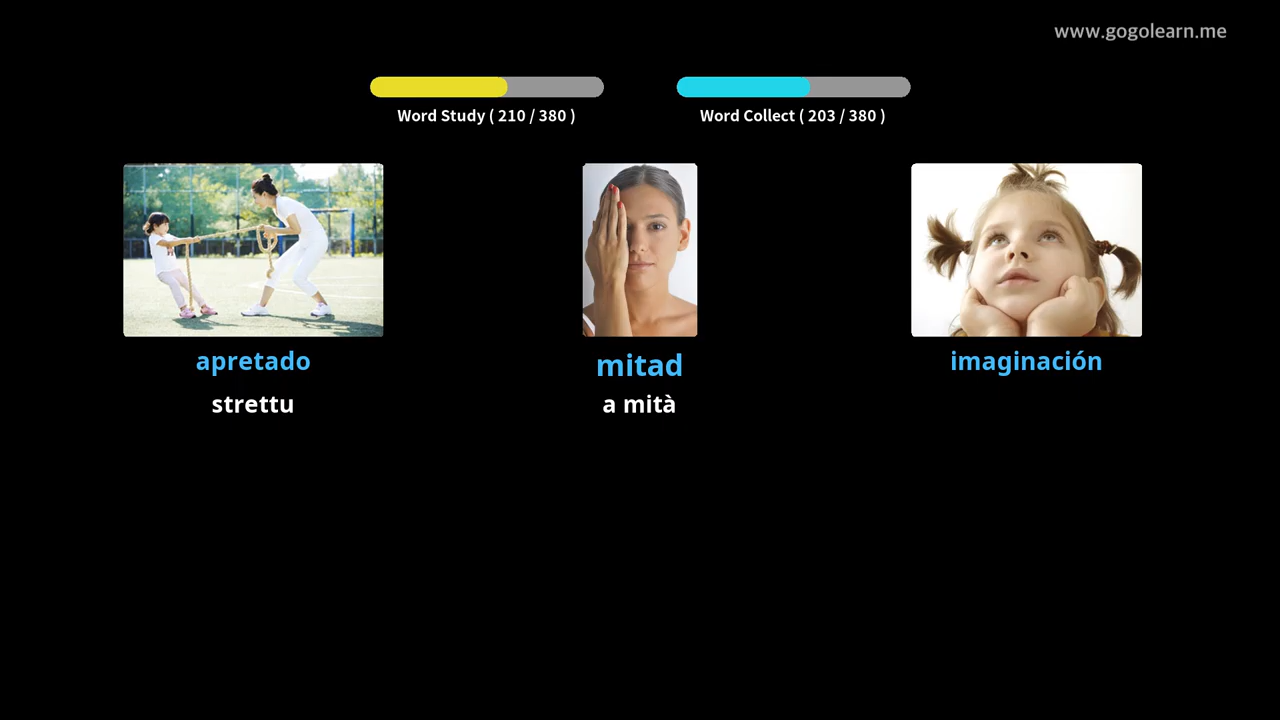 www.gogolearn.me
Word Study ( 210 / 380 )
Word Collect ( 203 / 380 )
apretado
mitad
imaginación
strettu
a mità